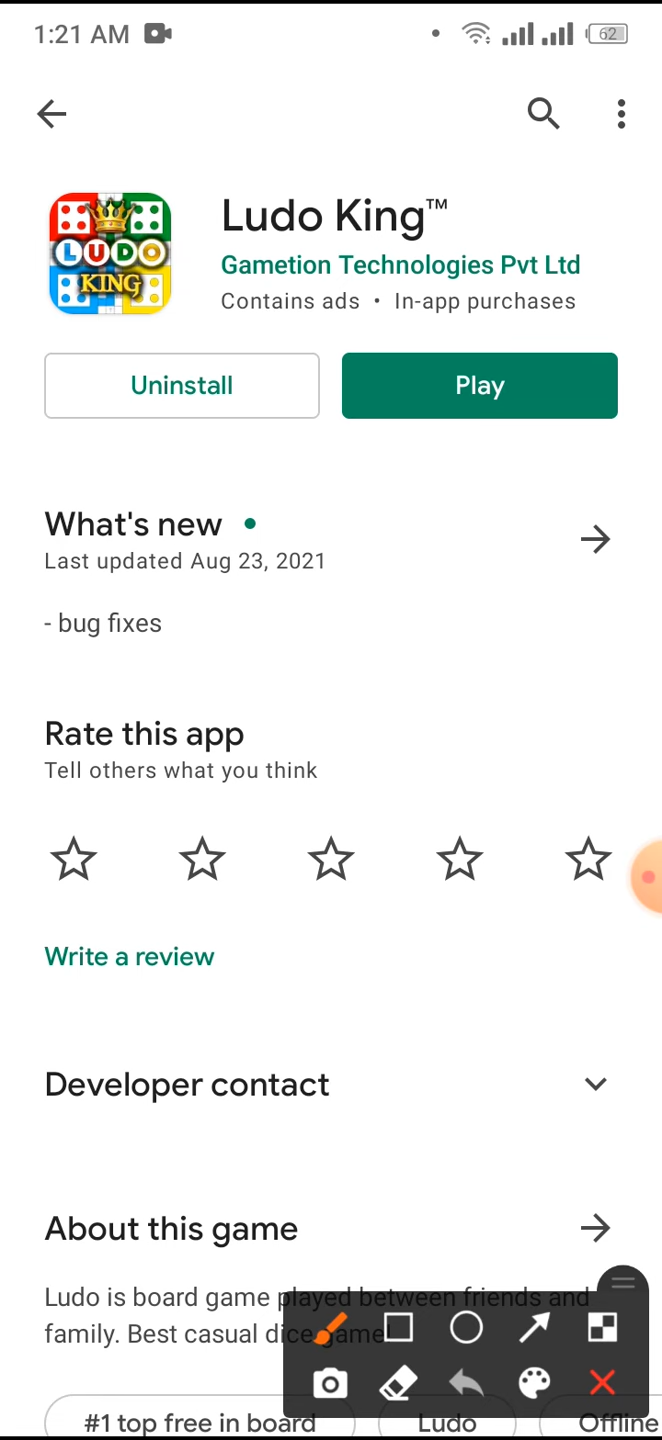 1:21 AM
62
Ludo King™
LUDO
KING
Gametion Technologies Pvt Ltd
Contains ads • In-app purchases
Uninstall
Play
What's new •
Last updated Aug 23, 2021
- bug fixes
Rate this app
Tell others what you think
Write a review
Developer contact
About this game
Ludo is board game played between friends and
family. Best casual dice game!
#1 top free in board
Ludo
Offline